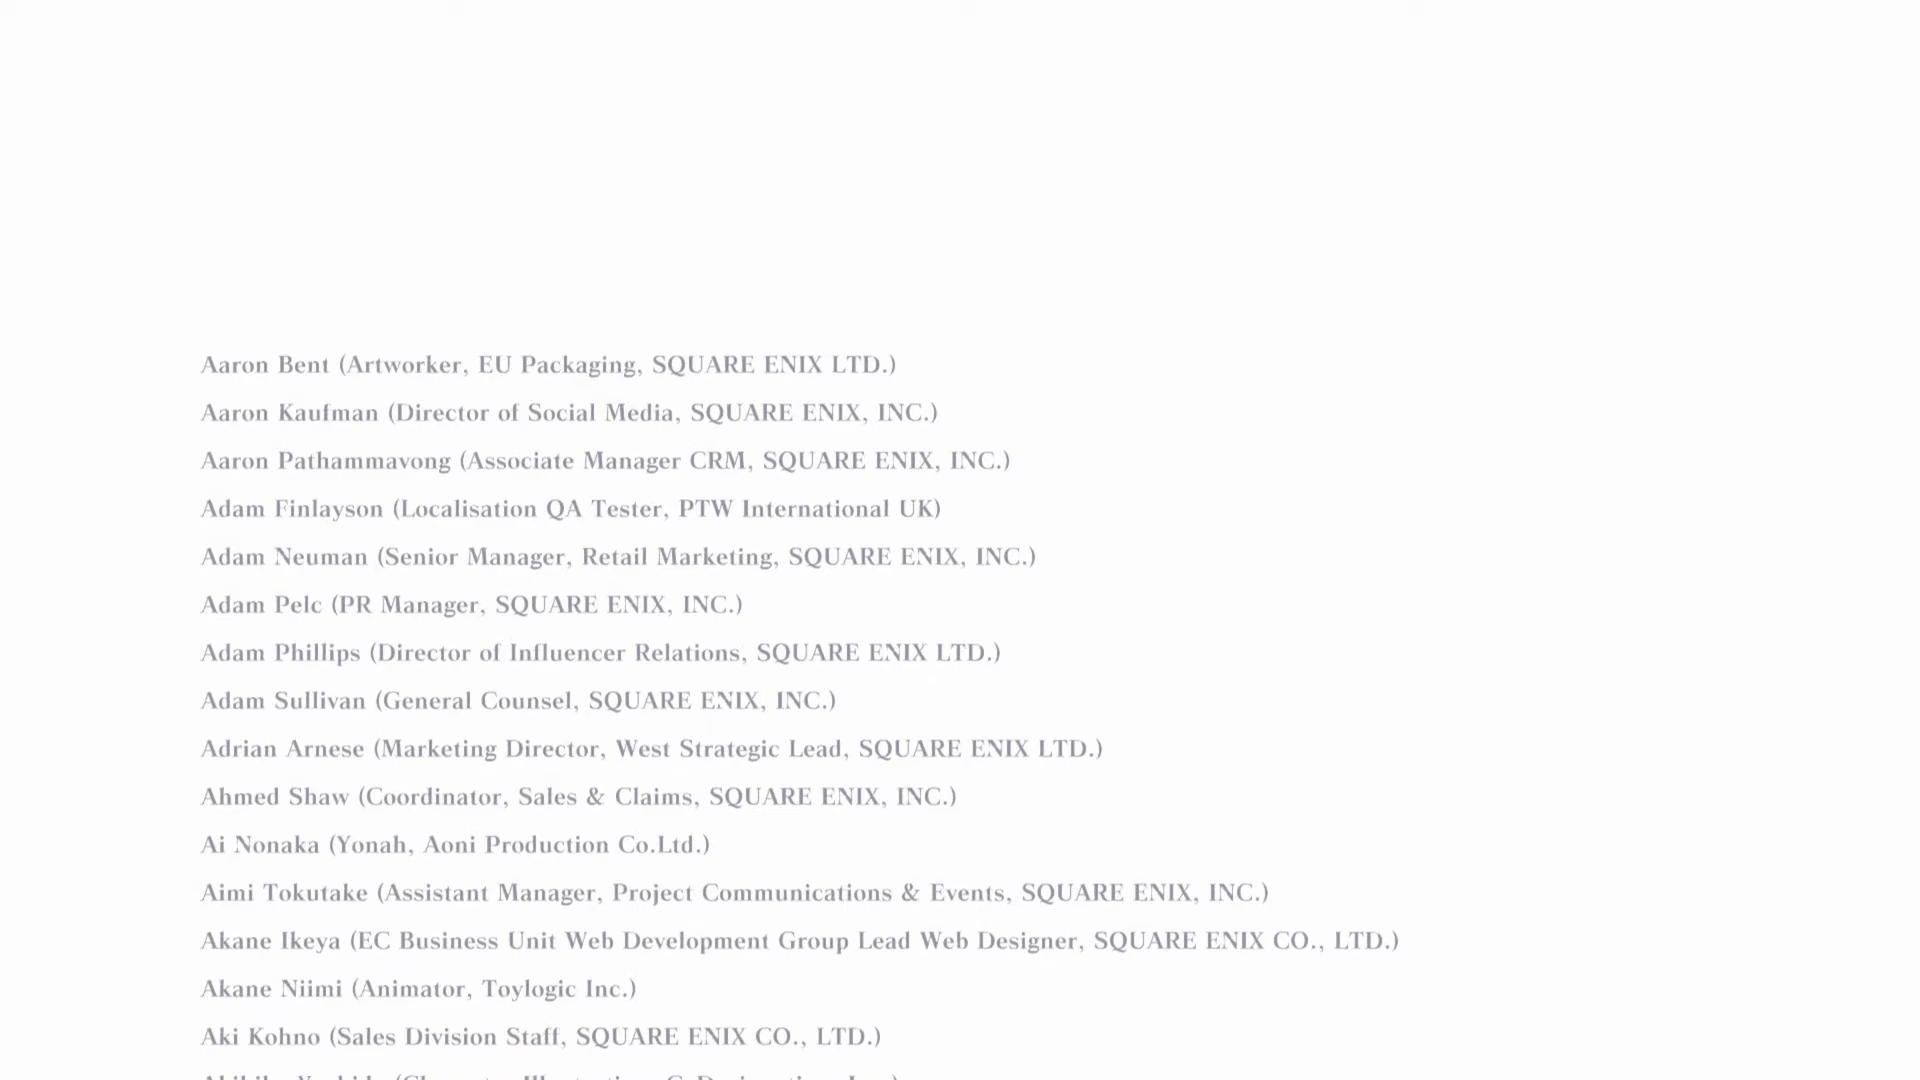 Aaron Bent (Artworker, EU Packaging, SQUARE ENIX LTD.)
Aaron Kaufman (Director of Social Media, SQUARE ENIX, INC.)
Aaron Pathammavong (Associate Manager CRM, SQUARE ENIX, INC.)
Adam Finlayson (Localisation QA Tester, PTW International UK)
Adam Neuman (Senior Manager, Retail Marketing, SQUARE ENIX, INC.)
Adam Pelc (PR Manager, SQUARE ENIX, INC.)
Adam Phillips (Director of Influencer Relations, SQUARE ENIX LTD.)
Adam Sullivan (General Counsel, SQUARE ENIX, INC.)
Adrian Arnese (Marketing Director, West Strategic Lead, SQUARE ENIX LTD.)
Ahmed Shaw (Coordinator, Sales & Claims, SQUARE ENIX, INC.)
Ai Nonaka (Yonah, Aoni Production Co.Ltd.)
Aimi Tokutake (Assistant Manager, Project Communications & Events, SQUARE ENIX, INC.)
Akane Ikeya (EC Business Unit Web Development Group Lead Web Designer, SQUARE ENIX CO., LTD.)
Akane Niimi (Animator, Toylogic Inc.)
Aki Kohno (Sales Division Staff, SQUARE ENIX CO., LTD.)